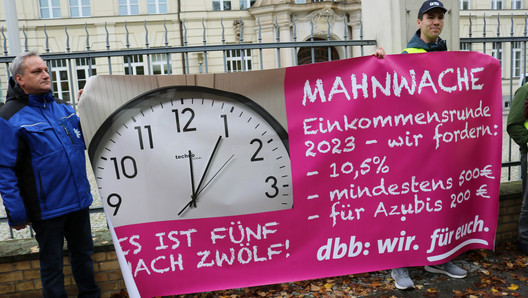 MAHNWACHE
Einkommensrunde
2023 - wir fordern:
- 10,5%
- mindestens 500€
- für Azubis 200 €
dbb: wir. für euch.
11 12 1
10 2
9 3
ES IST FÜNF
NACH ZWÖLF!